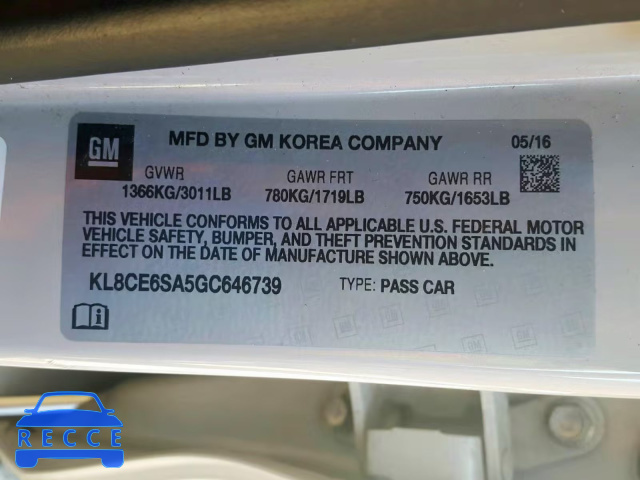 GM
MFD BY GM KOREA COMPANY
05/16
GVWR GAWR FRT GAWR RR
1366KG/3011LB 780KG/1719LB 750KG/1653LB
THIS VEHICLE CONFORMS TO ALL APPLICABLE U.S. FEDERAL MOTOR
VEHICLE SAFETY, BUMPER, AND THEFT PREVENTION STANDARDS IN
EFFECT ON THE DATE OF MANUFACTURE SHOWN ABOVE.
KL8CE6SA5GC646739 TYPE: PASS CAR
RECCE